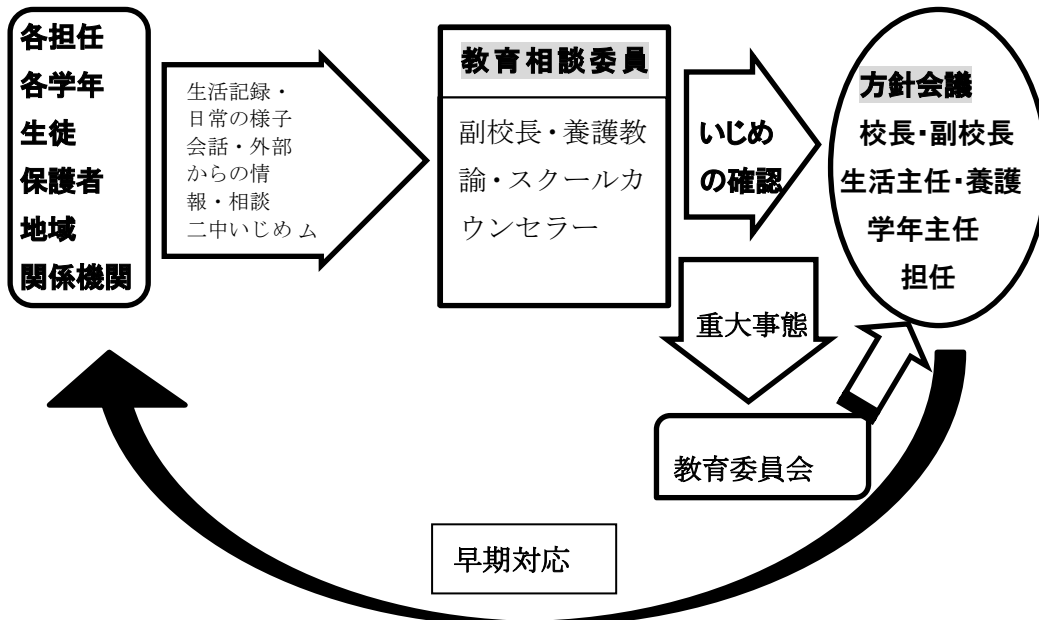 各担任
各学年
生徒
保護者
地域
関係機関
生活記録・
日常の様子
会話・外部
からの情
報・相談
二中いじめ ム
教育相談委員
副校長・養護教
諭・スクールカ
ウンセラー
いじめ
の確認
方針会議
校長・副校長
生活主任・養護
学年主任
担任
重大事態
教育委員会
早期対応